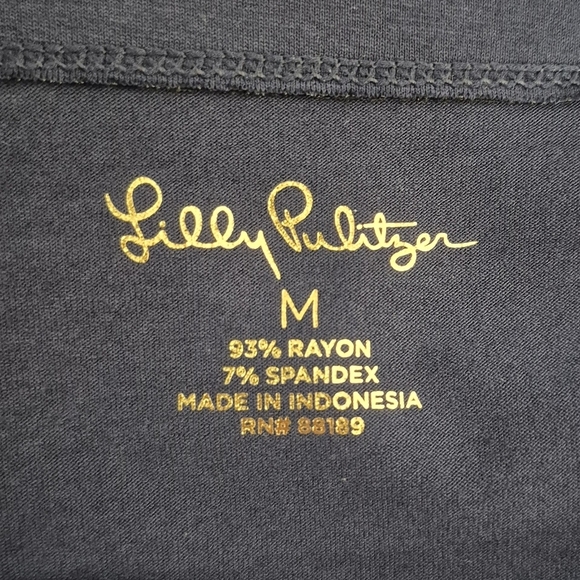 Lilly Pulitzer
M
93% RAYON
7% SPANDEX
MADE IN INDONESIA
RN# 88189